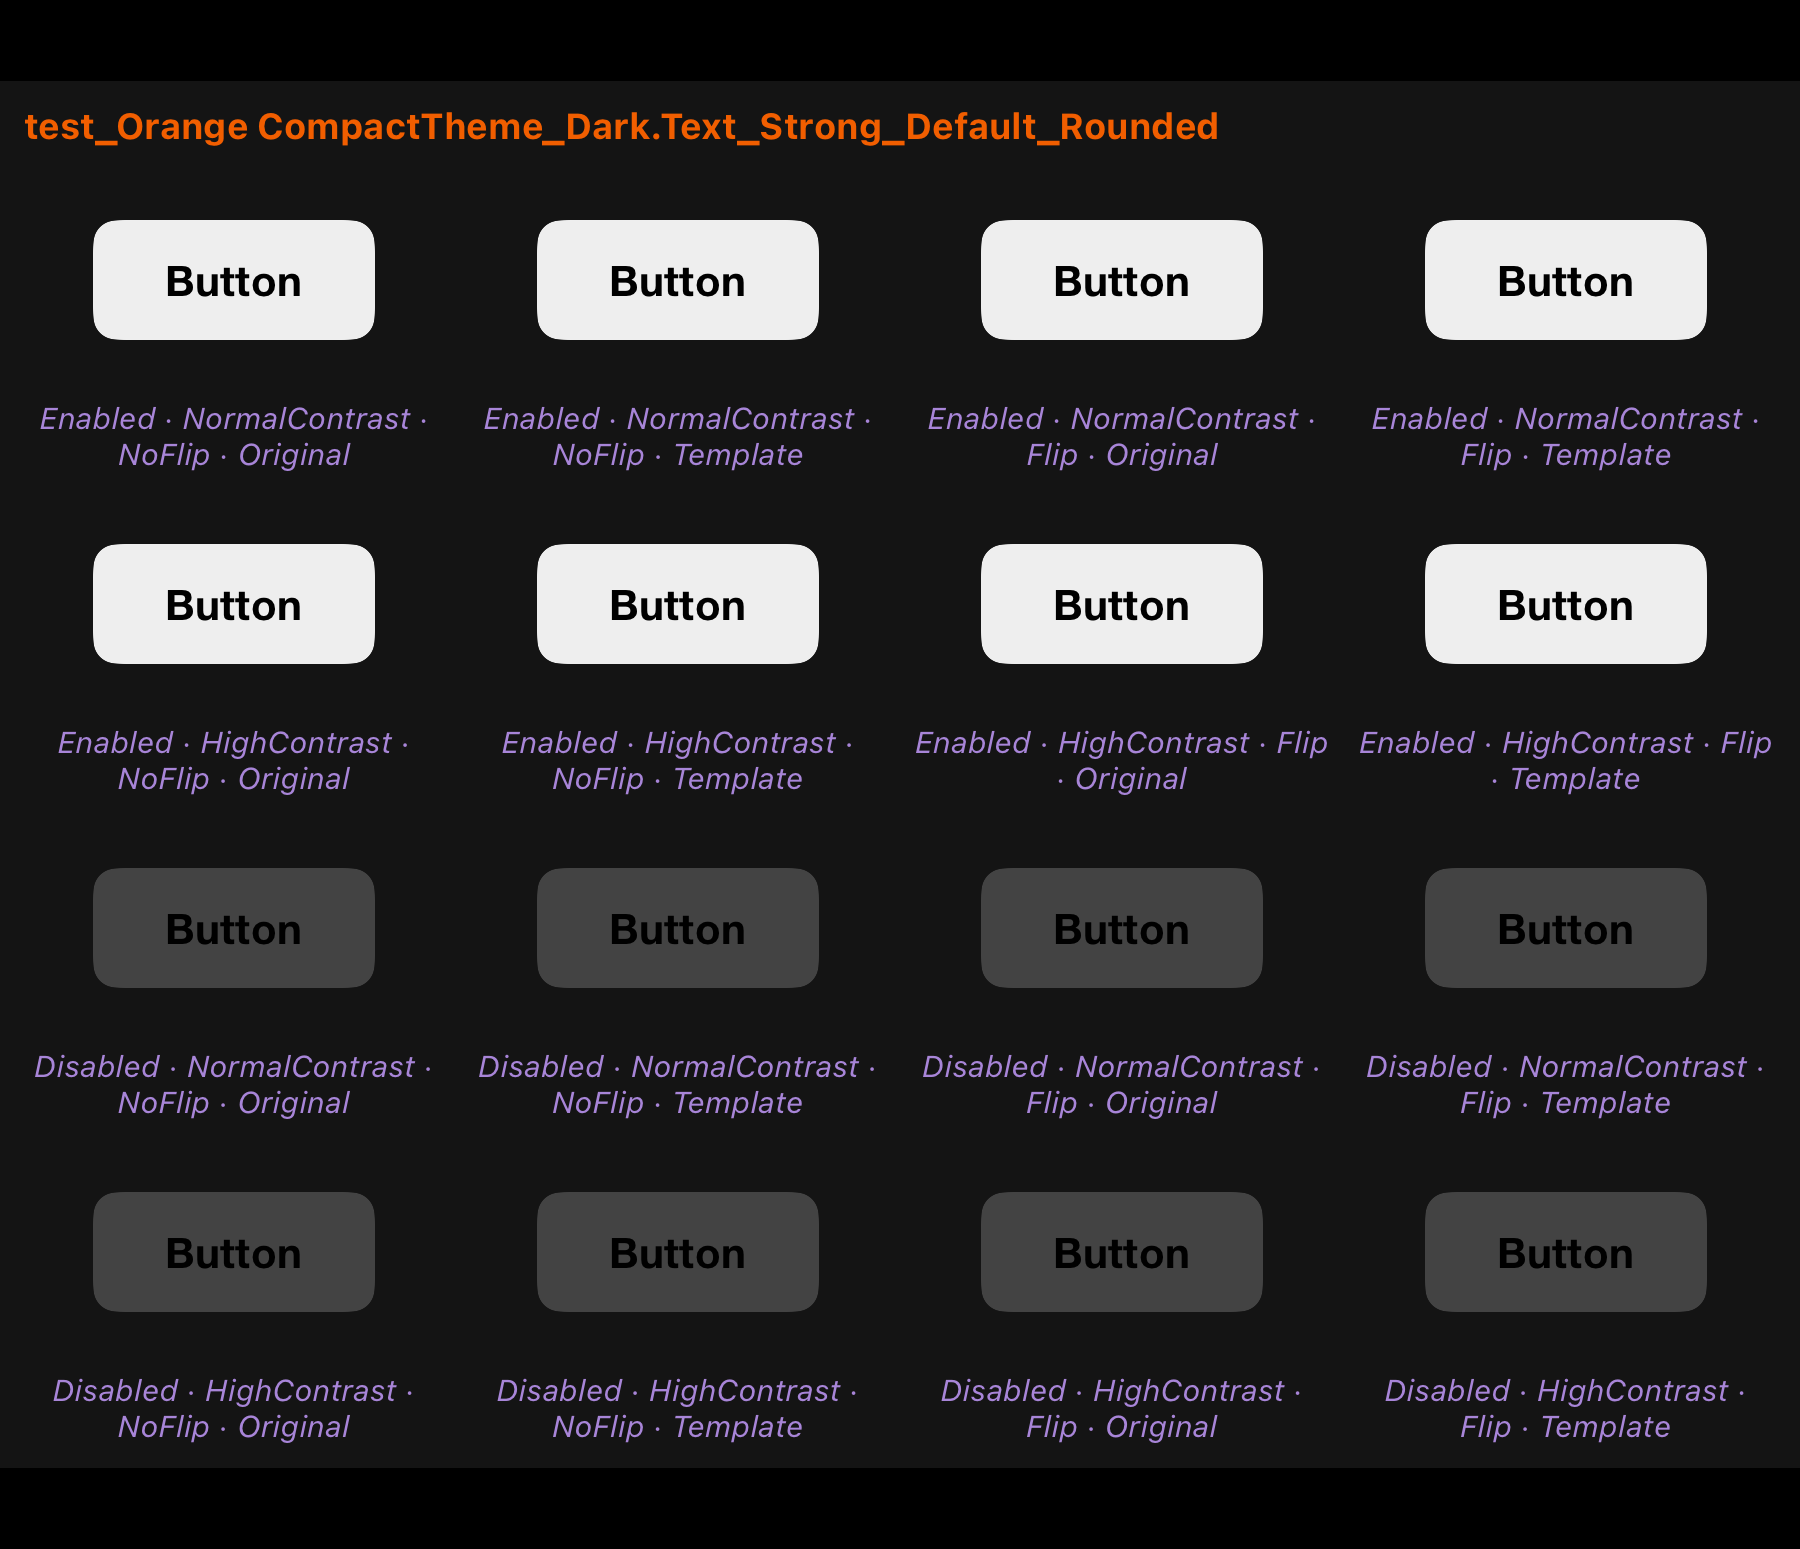 test_Orange CompactTheme_Dark.Text_Strong_Default_Rounded
Button Button Button Button
Enabled · NormalContrast · Enabled · NormalContrast · Enabled · NormalContrast · Enabled · NormalContrast ·
NoFlip · Original NoFlip · Template Flip · Original Flip · Template
Button Button Button Button
Enabled · HighContrast · Enabled · HighContrast · Enabled · HighContrast · Flip Enabled · HighContrast · Flip
NoFlip · Original NoFlip · Template · Original · Template
Button Button Button Button
Disabled · NormalContrast · Disabled · NormalContrast · Disabled · NormalContrast · Disabled · NormalContrast ·
NoFlip · Original NoFlip · Template Flip · Original Flip · Template
Button Button Button Button
Disabled · HighContrast · Disabled · HighContrast · Disabled · HighContrast · Disabled · HighContrast ·
NoFlip · Original NoFlip · Template Flip · Original Flip · Template